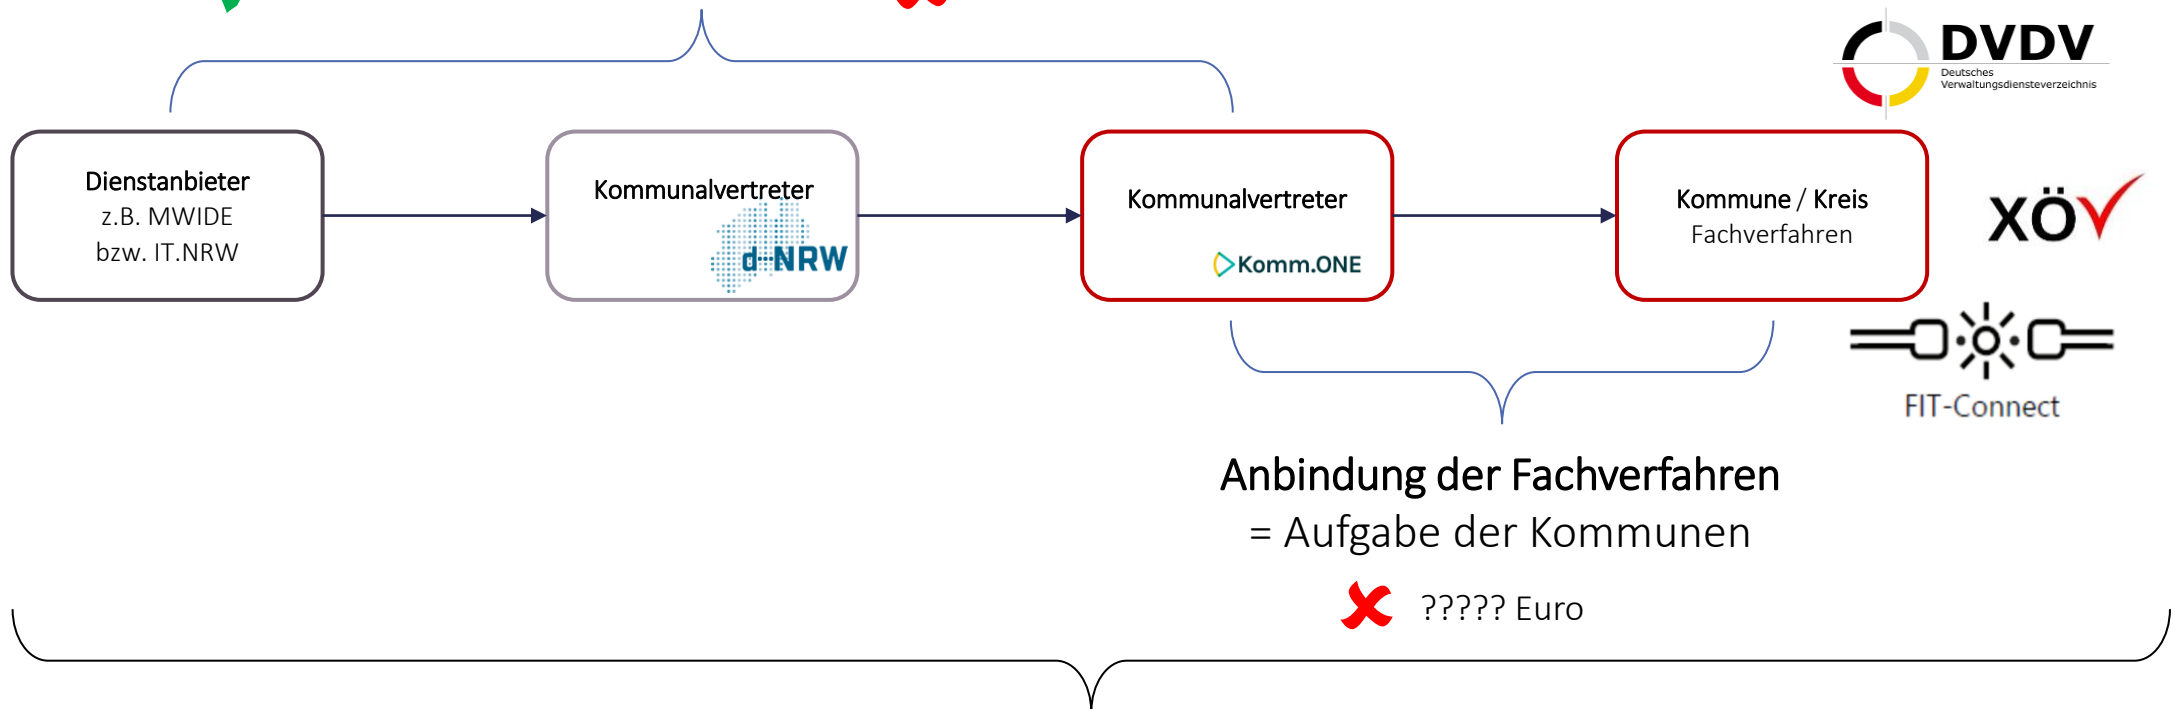 DVDV
Deutsches
Verwaltungsdiensteverzeichnis
Dienstanbieter
z.B. MWIDE
bzw. IT.NRW
Kommunalvertreter
d-NRW
Kommunalvertreter
Komm.ONE
Kommune / Kreis
Fachverfahren
XÖV
FIT-Connect
Anbindung der Fachverfahren
= Aufgabe der Kommunen
????? Euro